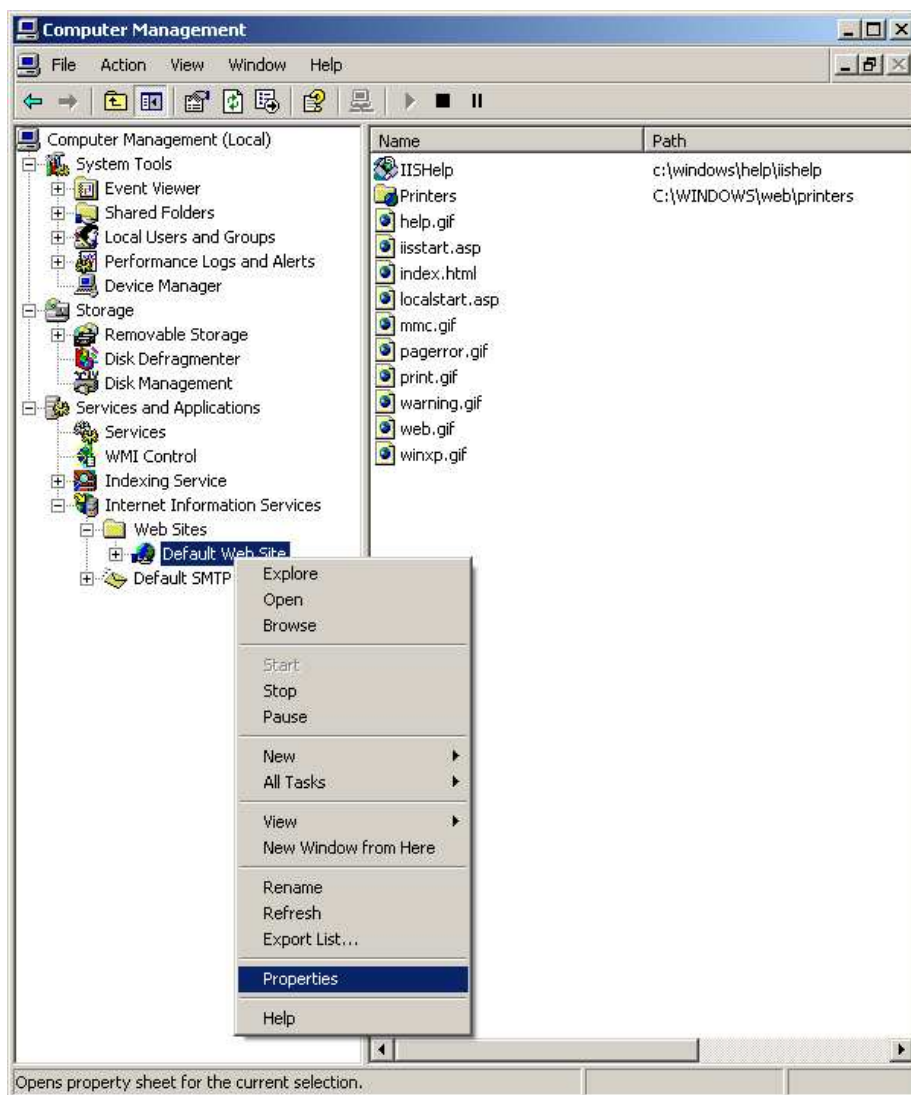 Computer Management
File Action View Window Help
Computer Management (Local)
System Tools
Event Viewer
Shared Folders
Local Users and Groups
Performance Logs and Alerts
Device Manager
Storage
Removable Storage
Disk Defragmenter
Disk Management
Services and Applications
Services
WMI Control
Indexing Service
Internet Information Services
Web Sites
Default Web Site
Default SMTP
Name Path
IISHelp c:\windows\help\iishelp
Printers C:\WINDOWS\web\printers
help.gif
iisstart.asp
index.html
localstart.asp
mmc.gif
pagerror.gif
print.gif
warning.gif
web.gif
winxp.gif
Explore
Open
Browse
Start
Stop
Pause
New
All Tasks
View
New Window from Here
Rename
Refresh
Export List...
Properties
Help
Opens property sheet for the current selection.